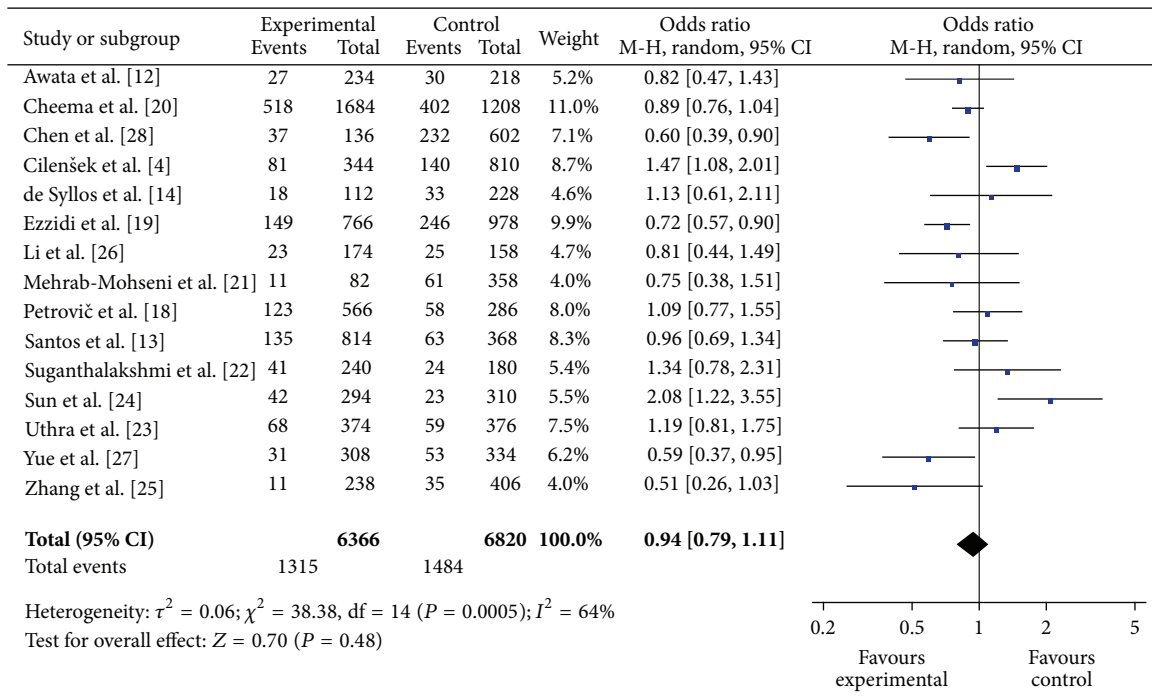 Study or subgroup Experimental Control Weight Odds ratio Odds ratio
Events Total Events Total M-H, random, 95% CI M-H, random, 95% CI
Awata et al. [12] 27 234 30 218 5.2% 0.82 [0.47, 1.43]
Cheema et al. [20] 518 1684 402 1208 11.0% 0.89 [0.76, 1.04]
Chen et al. [28] 37 136 232 602 7.1% 0.60 [0.39, 0.90]
Cilenšek et al. [4] 81 344 140 810 8.7% 1.47 [1.08, 2.01]
de Syllos et al. [14] 18 112 33 228 4.6% 1.13 [0.61, 2.11]
Ezzidi et al. [19] 149 766 246 978 9.9% 0.72 [0.57, 0.90]
Li et al. [26] 23 174 25 158 4.7% 0.81 [0.44, 1.49]
Mehrab-Mohseni et al. [21] 11 82 61 358 4.0% 0.75 [0.38, 1.51]
Petrovič et al. [18] 123 566 58 286 8.0% 1.09 [0.77, 1.55]
Santos et al. [13] 135 814 63 368 8.3% 0.96 [0.69, 1.34]
Suganthalakshmi et al. [22] 41 240 24 180 5.4% 1.34 [0.78, 2.31]
Sun et al. [24] 42 294 23 310 5.5% 2.08 [1.22, 3.55]
Uthra et al. [23] 68 374 59 376 7.5% 1.19 [0.81, 1.75]
Yue et al. [27] 31 308 53 334 6.2% 0.59 [0.37, 0.95]
Zhang et al. [25] 11 238 35 406 4.0% 0.51 [0.26, 1.03]
Total (95% CI) 6366 6820 100.0% 0.94 [0.79, 1.11]
Total events 1315 1484
Heterogeneity: τ² = 0.06; χ² = 38.38, df = 14 (P = 0.0005); I² = 64%
Test for overall effect: Z = 0.70 (P = 0.48)
0.2 0.5 1 2 5
Favours Favours
experimental control